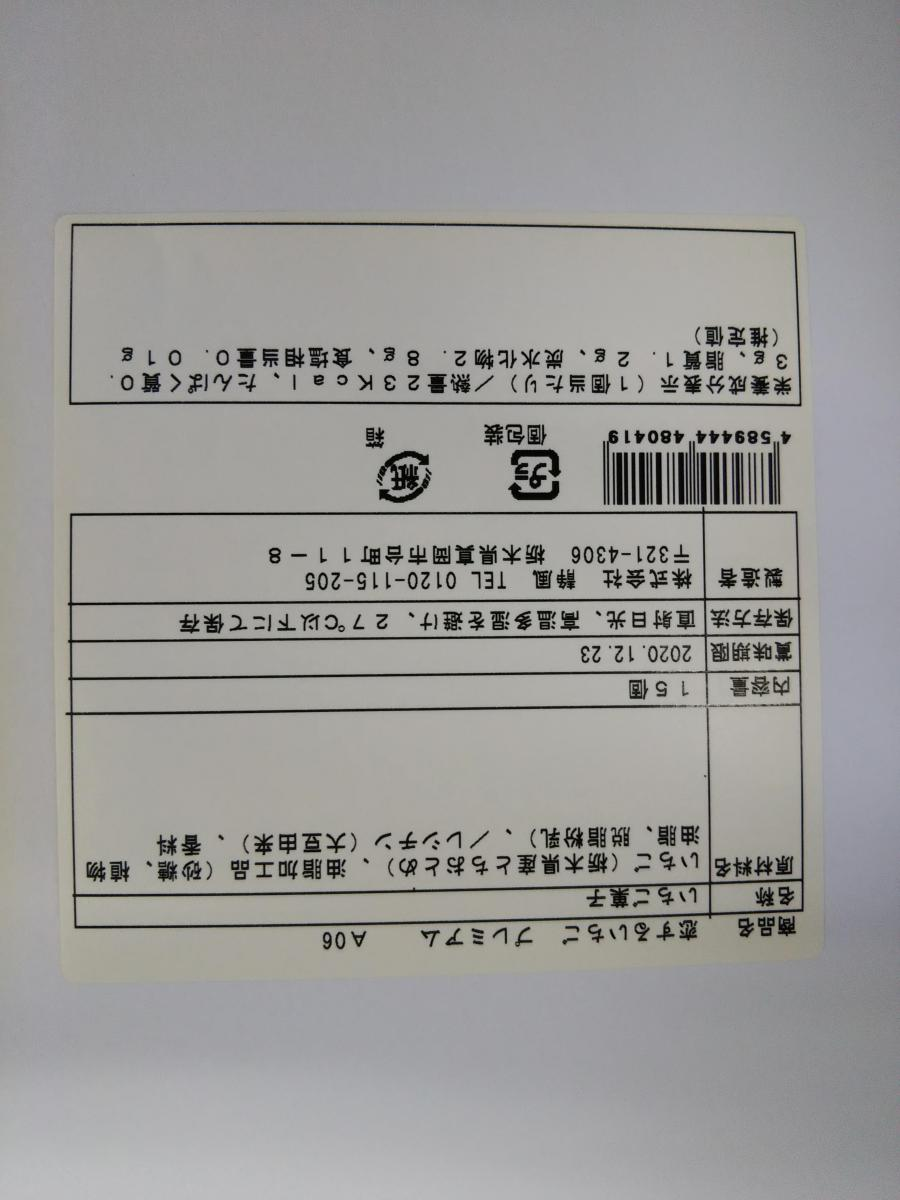 商品名 恋するいちご プレミアム A06
名称 いちご菓子
原材料名 いちご（栃木県産とちおとめ）、油脂加工品（砂糖、植物
油脂、脱脂粉乳）、／レシチン（大豆由来）、香料
内容量 １５個
賞味期限 2020.12.23
保存方法 直射日光、高温多湿を避け、２７℃以下にて保存
製造者 株式会社 静風 TEL 0120-115-205
〒321-4306 栃木県真岡市台町１１－８
4 589444 480419
プラ
個包装
紙
箱
栄養成分表示（１個当たり）／熱量２３Ｋｃａｌ、たんぱく質０．
３ｇ、脂質１．２ｇ、炭水化物２．８ｇ、食塩相当量０．０１ｇ
（推定値）